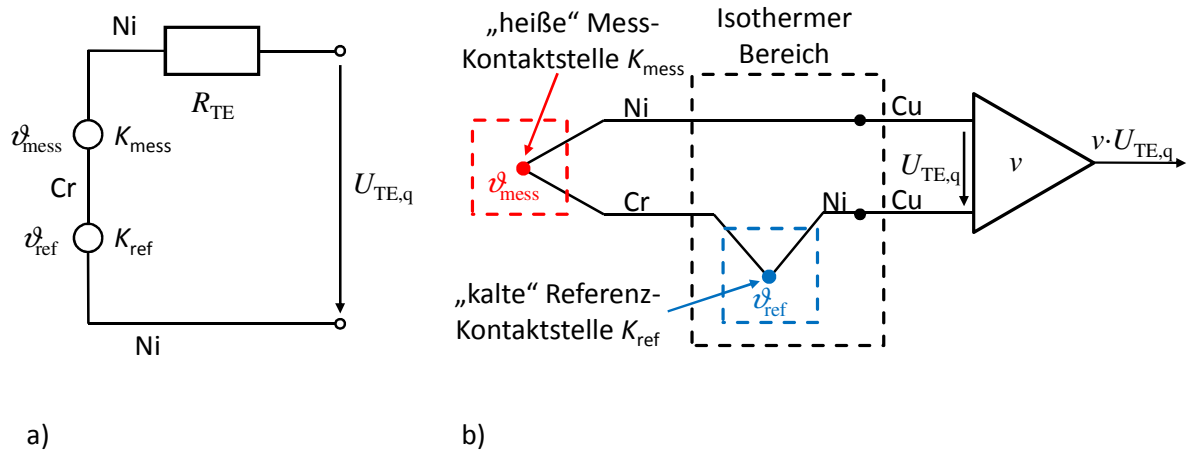 Ni
R_TE
ϑ_mess
K_mess
Cr
ϑ_ref
K_ref
U_TE,q
Ni
a)
„heiße“ Mess-
Kontaktstelle K_mess
Isothermer
Bereich
Ni
Cu
ϑ_mess
U_TE,q
v
v·U_TE,q
Cr
Ni
Cu
ϑ_ref
„kalte“ Referenz-
Kontaktstelle K_ref
b)